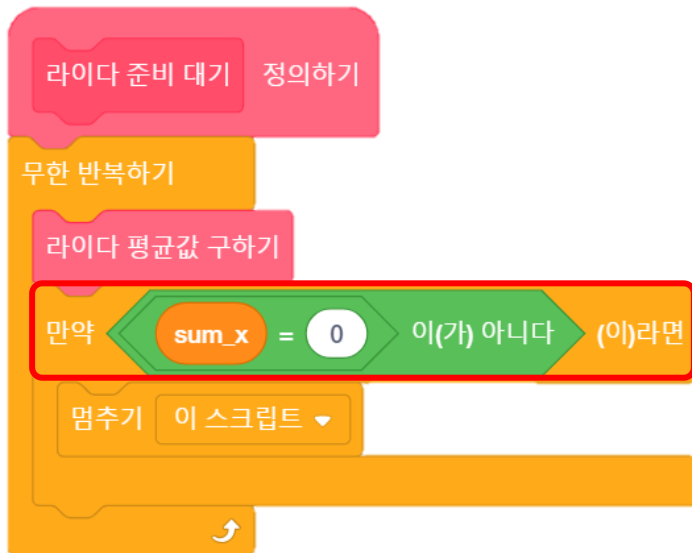 라이다 준비 대기 정의하기
무한 반복하기
라이다 평균값 구하기
만약 sum_x = 0 이(가) 아니다 (이)라면
멈추기 이 스크립트